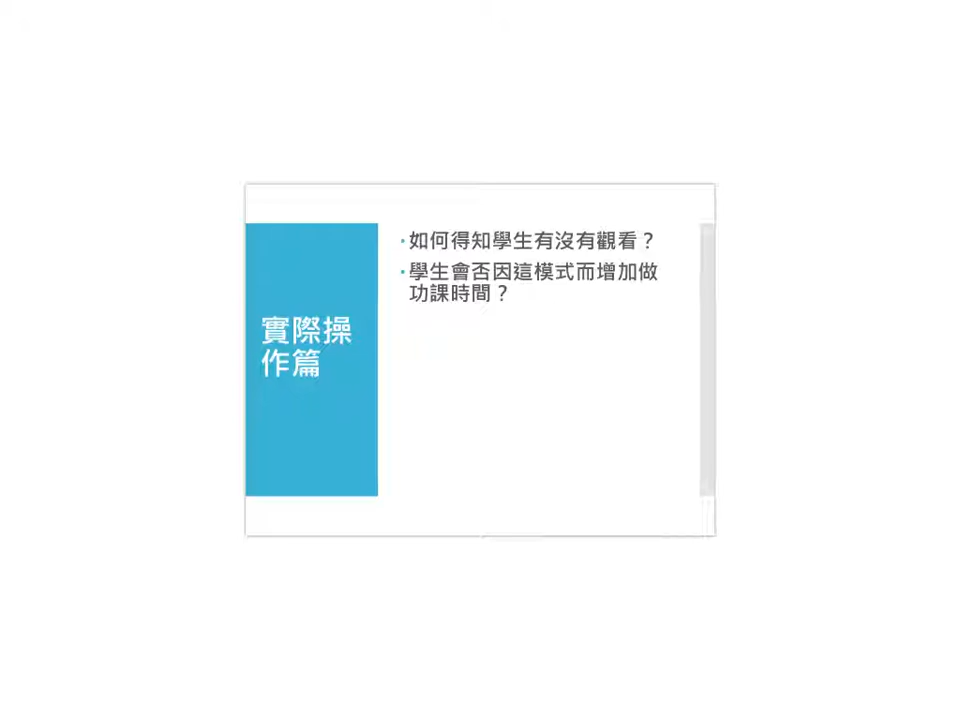 實際操
作篇
·如何得知學生有沒有觀看？
·學生會否因這模式而增加做
功課時間？